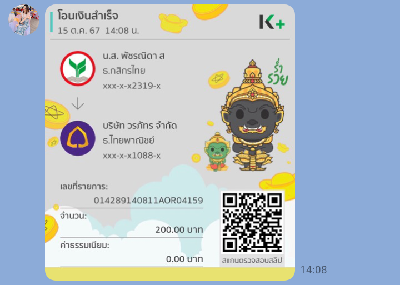 โอนเงินสำเร็จ
15 ต.ค. 67 14:08 น.
K+
น.ส. พัชรณิดา ส
ธ.กสิกรไทย
xxx-x-x2319-x
ร่ำ
รวย
บริษัท วรภัทร จำกัด
ธ.ไทยพาณิชย์
xxx-x-x1088-x
เลขที่รายการ:
014289140811AOR04159
จำนวน:
200.00 บาท
ค่าธรรมเนียม:
0.00 บาท
สแกนตรวจสอบสลิป
14:08